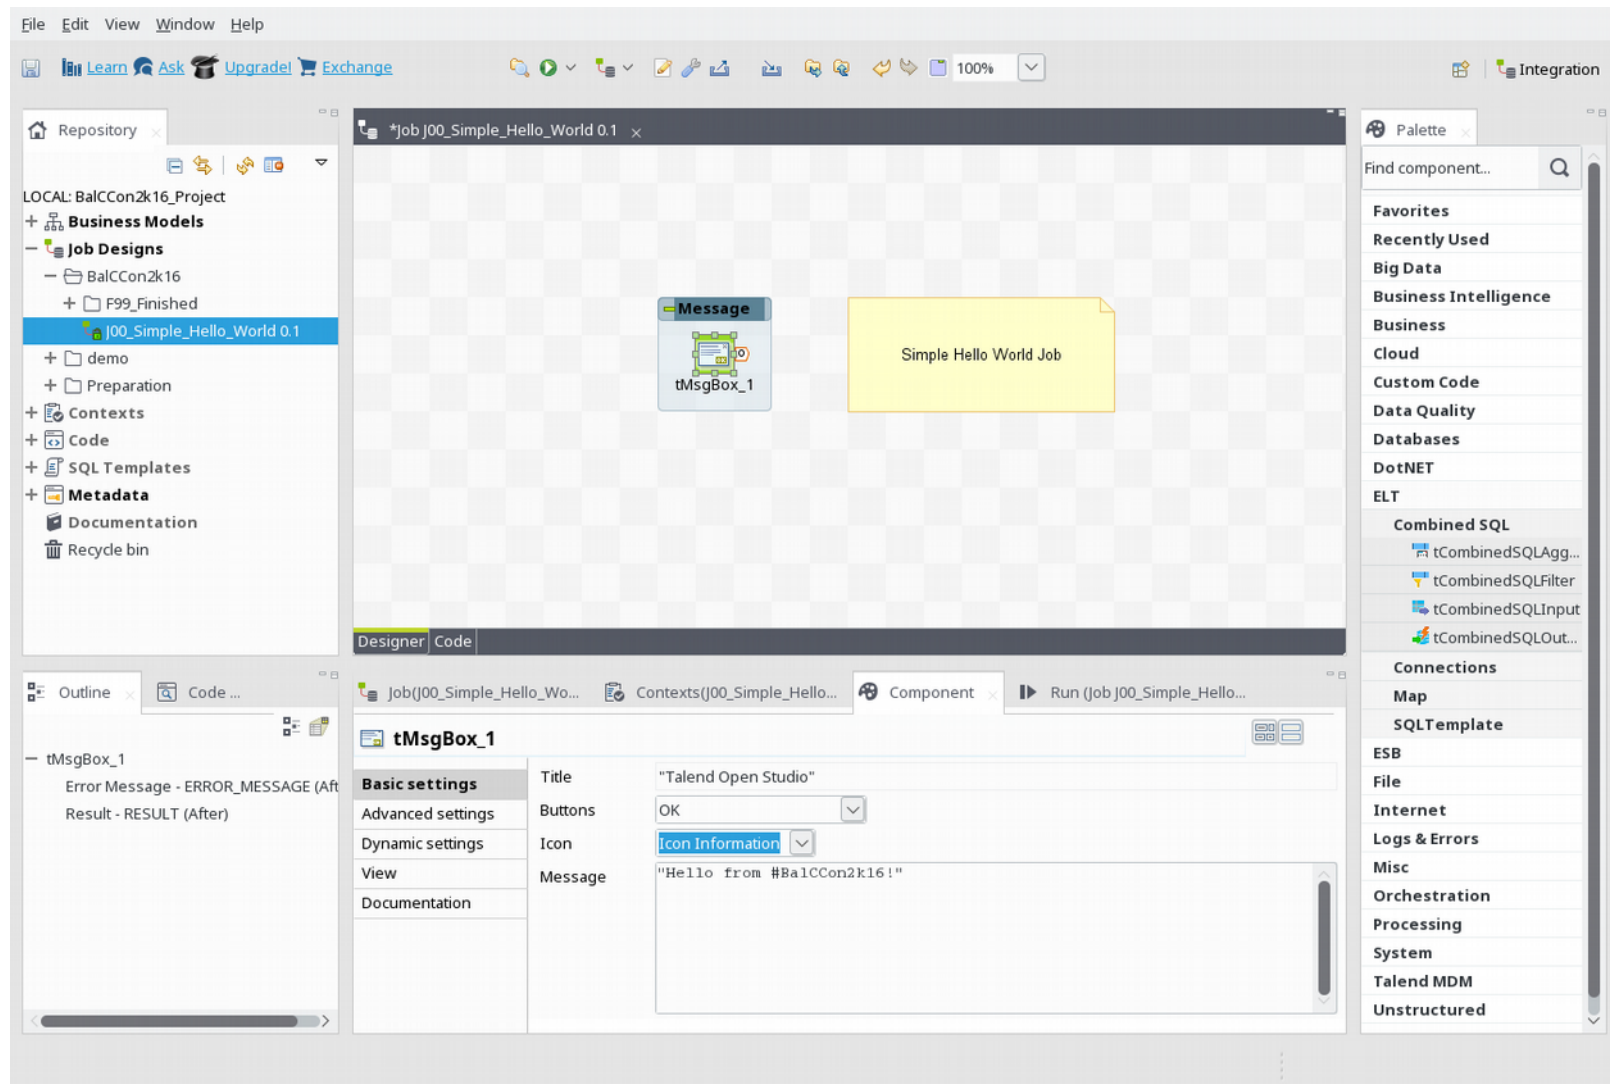 File Edit View Window Help
Learn Ask Upgrade! Exchange 100% Integration
Repository
LOCAL: BalCCon2k16_Project
Business Models
Job Designs
BalCCon2k16
F99_Finished
J00_Simple_Hello_World 0.1
demo
Preparation
Contexts
Code
SQL Templates
Metadata
Documentation
Recycle bin
*Job J00_Simple_Hello_World 0.1
Message
tMsgBox_1
Simple Hello World Job
Designer Code
Palette
Find component...
Favorites
Recently Used
Big Data
Business Intelligence
Business
Cloud
Custom Code
Data Quality
Databases
DotNET
ELT
Combined SQL
tCombinedSQLAgg...
tCombinedSQLFilter
tCombinedSQLInput
tCombinedSQLOut...
Connections
Map
SQLTemplate
ESB
File
Internet
Logs & Errors
Misc
Orchestration
Processing
System
Talend MDM
Unstructured
Outline Code ...
tMsgBox_1
Error Message - ERROR_MESSAGE (Aft
Result - RESULT (After)
Job(J00_Simple_Hello_Wo... Contexts(J00_Simple_Hello... Component Run (Job J00_Simple_Hello...
tMsgBox_1
Basic settings
Advanced settings
Dynamic settings
View
Documentation
Title "Talend Open Studio"
Buttons OK
Icon Icon Information
Message "Hello from #BalCCon2k16!"